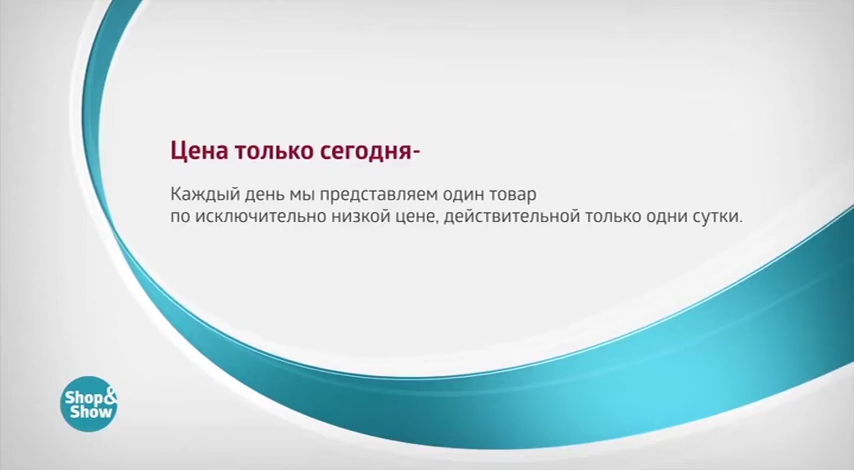 Цена только сегодня-
Каждый день мы представляем один товар
по исключительно низкой цене, действительной только одни сутки.
Shop&
Show